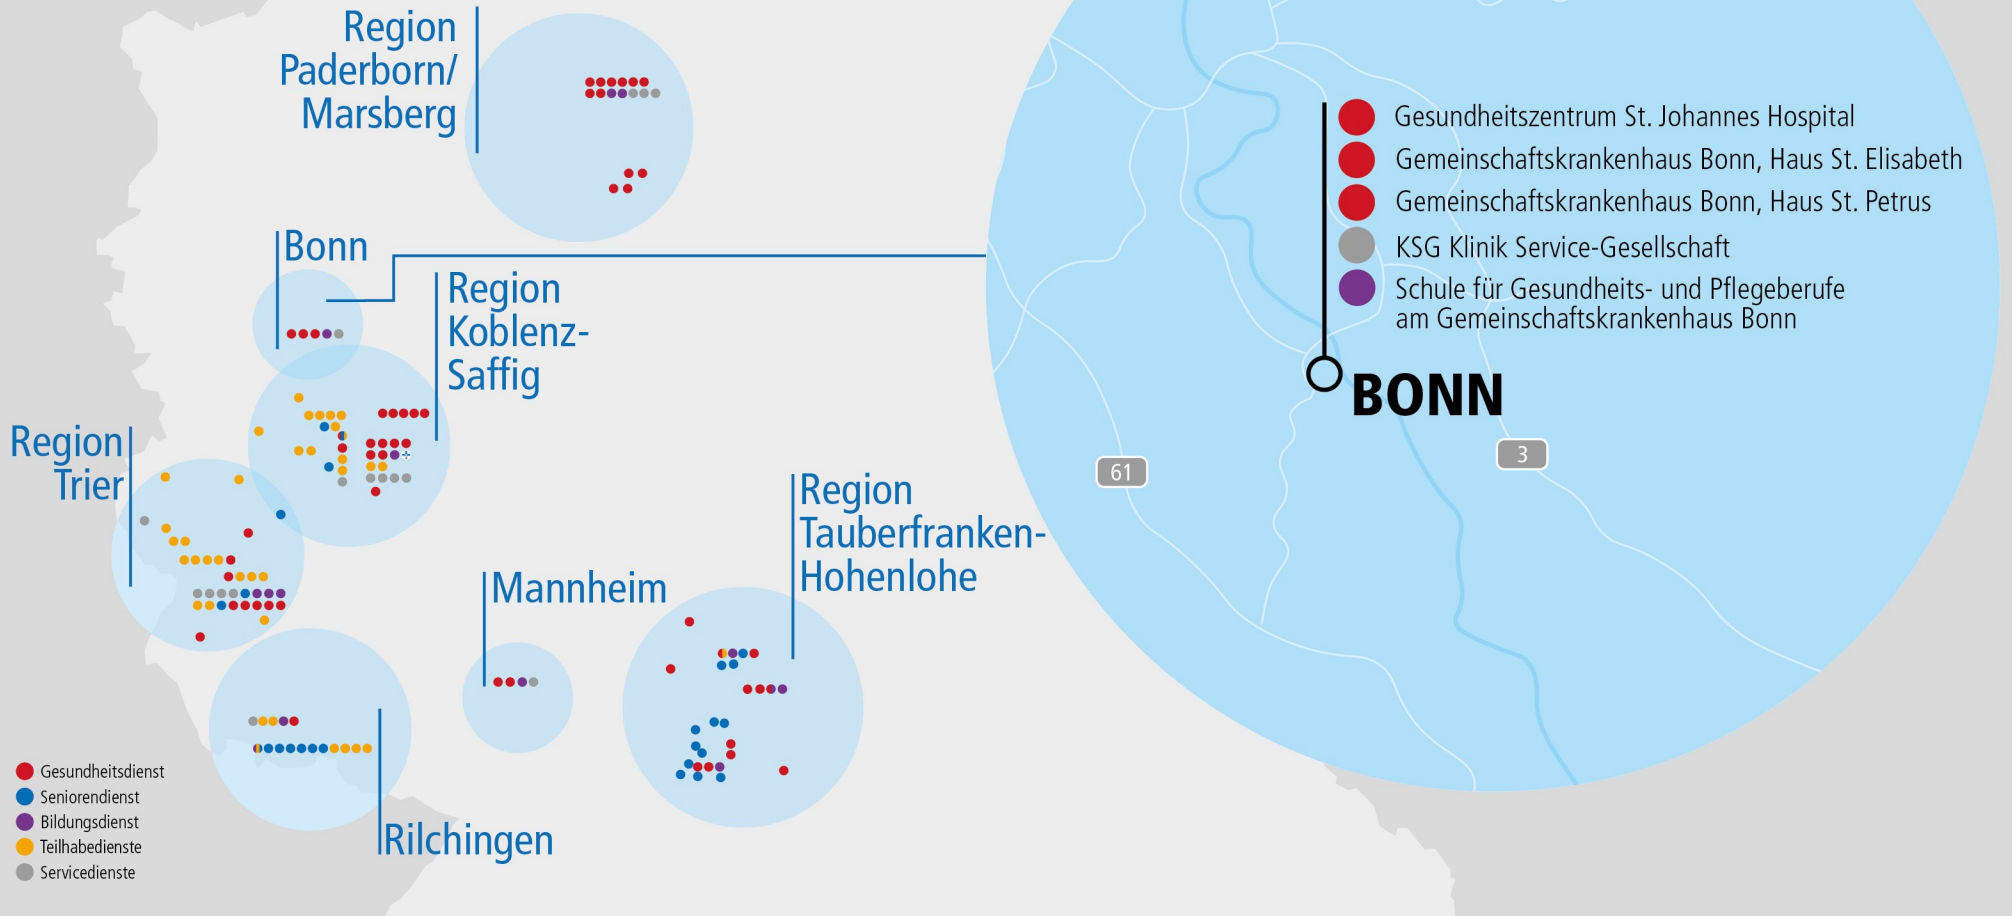 Region
Paderborn/
Marsberg
Bonn
Region
Koblenz-
Saffig
Region
Trier
Region
Tauberfranken-
Hohenlohe
Mannheim
Rilchingen
Gesundheitsdienst
Seniorendienst
Bildungsdienst
Teilhabedienste
Servicedienste
Gesundheitszentrum St. Johannes Hospital
Gemeinschaftskrankenhaus Bonn, Haus St. Elisabeth
Gemeinschaftskrankenhaus Bonn, Haus St. Petrus
KSG Klinik Service-Gesellschaft
Schule für Gesundheits- und Pflegeberufe
am Gemeinschaftskrankenhaus Bonn
BONN
61
3